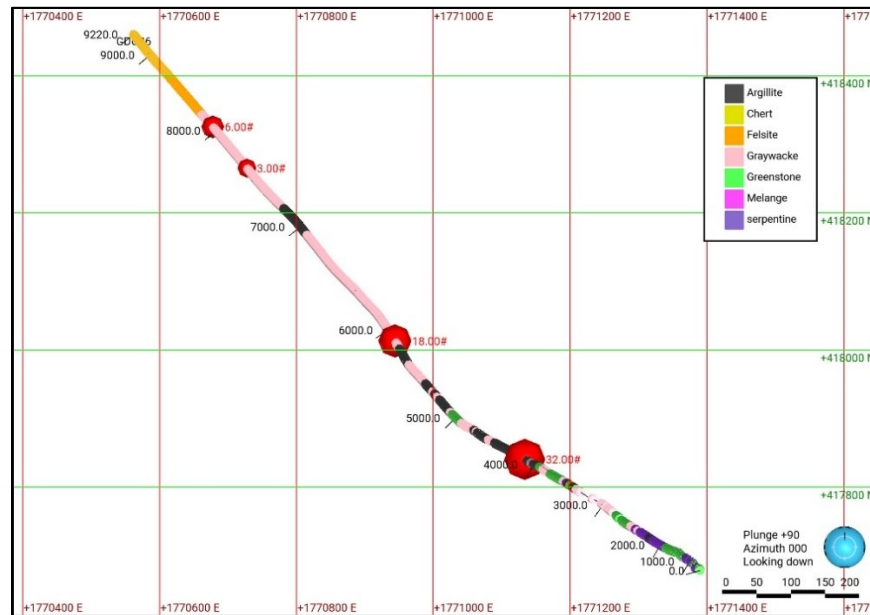 +1770400 E +1770600 E +1770800 E +1771000 E +1771200 E +1771400 E
9220.0
9000.0
+418400
Argillite
Chert
Felsite
Graywacke
Greenstone
Melange
serpentine
8000.0 6.00#
3.00#
+418200 N
7000.0
6000.0 18.00#
+418000 N
5000.0
4000.0 32.00#
+417800 N
3000.0
2000.0
1000.0
0.0
Plunge +90
Azimuth 000
Looking down
0 50 100 150 200
+1770400 E +1770600 E +1770800 E +1771000 E +1771200 E +1771400 E